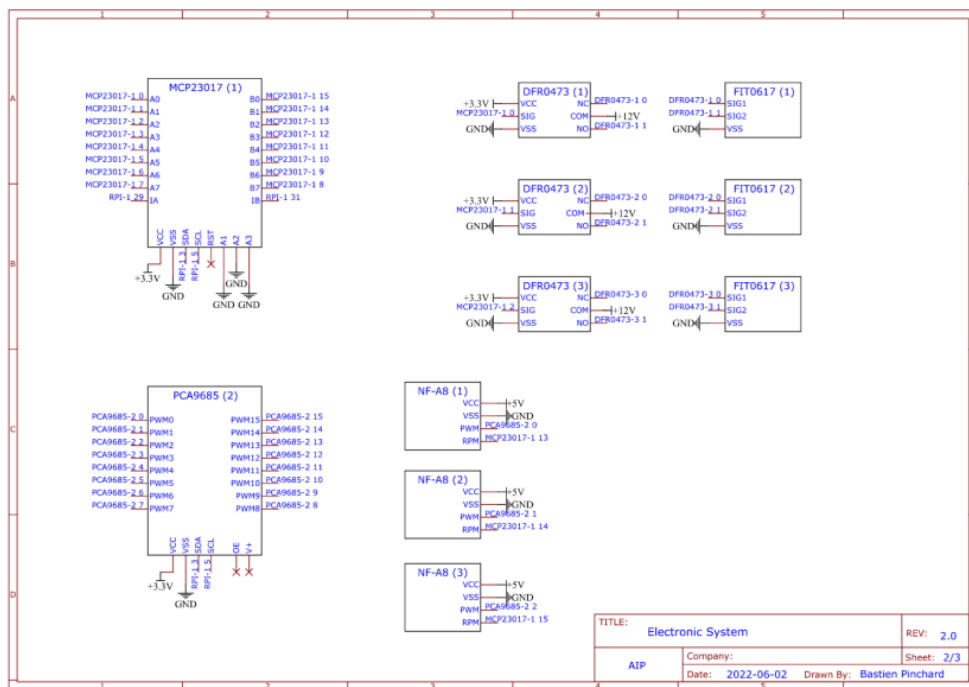 1 2 3 4 5
A
B
C
D
MCP23017 (1)
MCP23017-1 0 A0 B0 MCP23017-1 15
MCP23017-1 1 A1 B1 MCP23017-1 14
MCP23017-1 2 A2 B2 MCP23017-1 13
MCP23017-1 3 A3 B3 MCP23017-1 12
MCP23017-1 4 A4 B4 MCP23017-1 11
MCP23017-1 5 A5 B5 MCP23017-1 10
MCP23017-1 6 A6 B6 MCP23017-1 9
MCP23017-1 7 A7 B7 MCP23017-1 8
RPI-1 29 IA IB RPI-1 31
VCC VSS SDA SCL RST A1 A2 A3
+3.3V GND RPI-1 3 RPI-1 5 GND GND GND
DFR0473 (1)
+3.3V VCC NC DFR0473-1 0
MCP23017-1 0 SIG COM +12V
GND VSS NO DFR0473-1 1
FIT0617 (1)
DFR0473-1 0 SIG1
DFR0473-1 1 SIG2
GND VSS
DFR0473 (2)
+3.3V VCC NC DFR0473-2 0
MCP23017-1 1 SIG COM +12V
GND VSS NO DFR0473-2 1
FIT0617 (2)
DFR0473-2 0 SIG1
DFR0473-2 1 SIG2
GND VSS
DFR0473 (3)
+3.3V VCC NC DFR0473-3 0
MCP23017-1 2 SIG COM +12V
GND VSS NO DFR0473-3 1
FIT0617 (3)
DFR0473-3 0 SIG1
DFR0473-3 1 SIG2
GND VSS
PCA9685 (2)
PCA9685-2 0 PWM0 PWM15 PCA9685-2 15
PCA9685-2 1 PWM1 PWM14 PCA9685-2 14
PCA9685-2 2 PWM2 PWM13 PCA9685-2 13
PCA9685-2 3 PWM3 PWM12 PCA9685-2 12
PCA9685-2 4 PWM4 PWM11 PCA9685-2 11
PCA9685-2 5 PWM5 PWM10 PCA9685-2 10
PCA9685-2 6 PWM6 PWM9 PCA9685-2 9
PCA9685-2 7 PWM7 PWM8 PCA9685-2 8
VCC VSS SDA SCL OE V+
+3.3V GND RPI-1 3 RPI-1 5
NF-A8 (1)
VCC +5V
VSS GND
PWM PCA9685-2 0
RPM MCP23017-1 13
NF-A8 (2)
VCC +5V
VSS GND
PWM PCA9685-2 1
RPM MCP23017-1 14
NF-A8 (3)
VCC +5V
VSS GND
PWM PCA9685-2 2
RPM MCP23017-1 15
TITLE:
Electronic System
REV: 2.0
AIP
Company:
Sheet: 2/3
Date: 2022-06-02 Drawn By: Bastien Pinchard
1 2 3 4 5